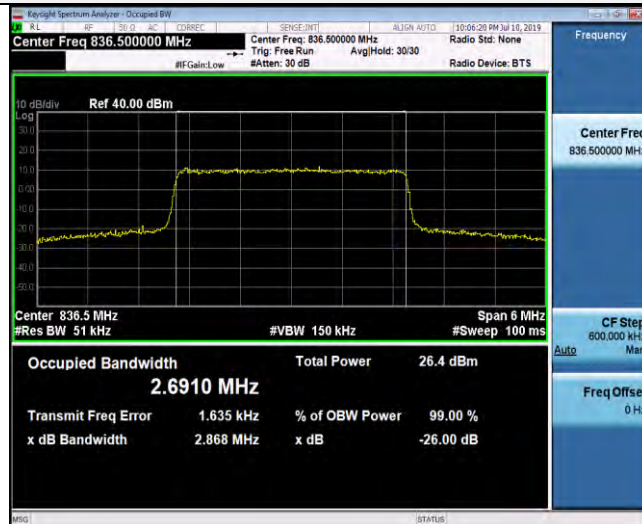 Keysight Spectrum Analyzer - Occupied BW
RL RF 50 Ω AC CORREC SENSE:INT ALIGN AUTO 10:06:20 PM Jul 10, 2019
Center Freq 836.500000 MHz
Center Freq: 836.500000 MHz
Radio Std: None
Trig: Free Run Avg|Hold: 30/30
#IFGain:Low #Atten: 30 dB Radio Device: BTS
Frequency
10 dB/div Ref 40.00 dBm
Log
30.0
20.0
10.0
0.00
-10.0
-20.0
-30.0
-40.0
-50.0
Center Freq
836.500000 MHz
Center 836.5 MHz Span 6 MHz
#Res BW 51 kHz #VBW 150 kHz #Sweep 100 ms
CF Step
600.000 kHz
Auto Man
Occupied Bandwidth Total Power 26.4 dBm
2.6910 MHz
Transmit Freq Error 1.635 kHz % of OBW Power 99.00 %
x dB Bandwidth 2.868 MHz x dB -26.00 dB
Freq Offset
0 Hz
MSG STATUS